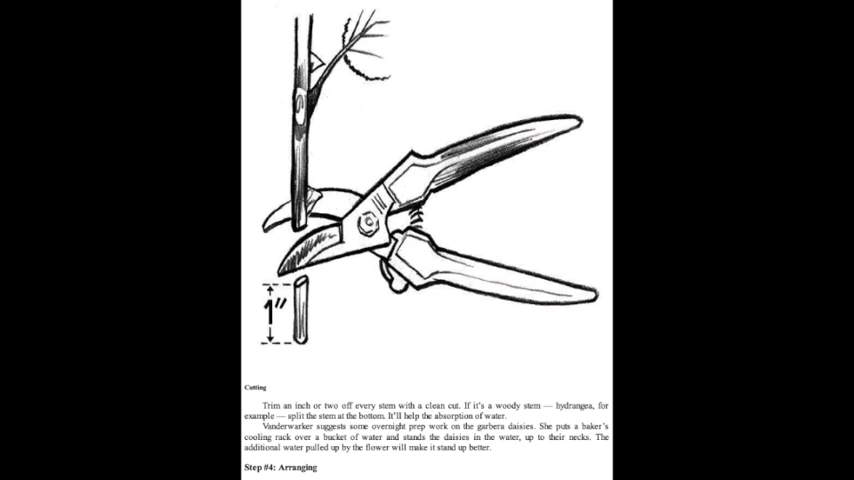 1"
Cutting
Trim an inch or two off every stem with a clean cut. If it's a woody stem — hydrangea, for
example — split the stem at the bottom. It'll help the absorption of water.
Vanderwarker suggests some overnight prep work on the garbera daisies. She puts a baker's
cooling rack over a bucket of water and stands the daisies in the water, up to their necks. The
additional water pulled up by the flower will make it stand up better.
Step #4: Arranging